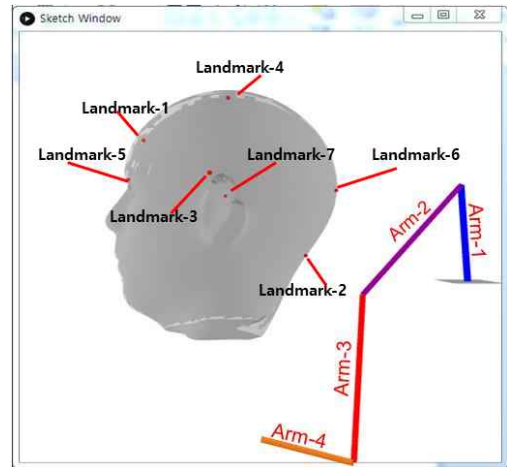 Sketch Window
Landmark-4
Landmark-1
Landmark-5
Landmark-7
Landmark-6
Landmark-3
Arm-2
Arm-1
Landmark-2
Arm-3
Arm-4